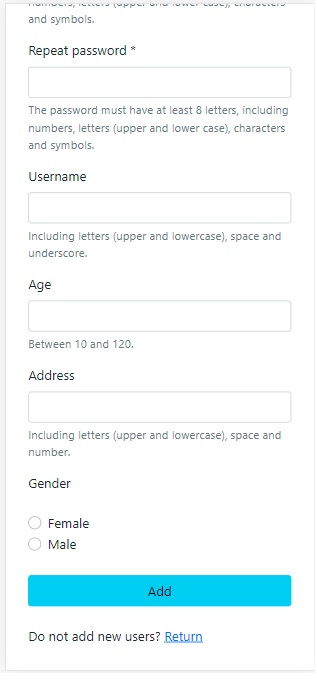 numbers, letters (upper and lower case), characters
and symbols.
Repeat password *
The password must have at least 8 letters, including
numbers, letters (upper and lower case), characters
and symbols.
Username
Including letters (upper and lowercase), space and
underscore.
Age
Between 10 and 120.
Address
Including letters (upper and lowercase), space and
number.
Gender
Female
Male
Add
Do not add new users? Return